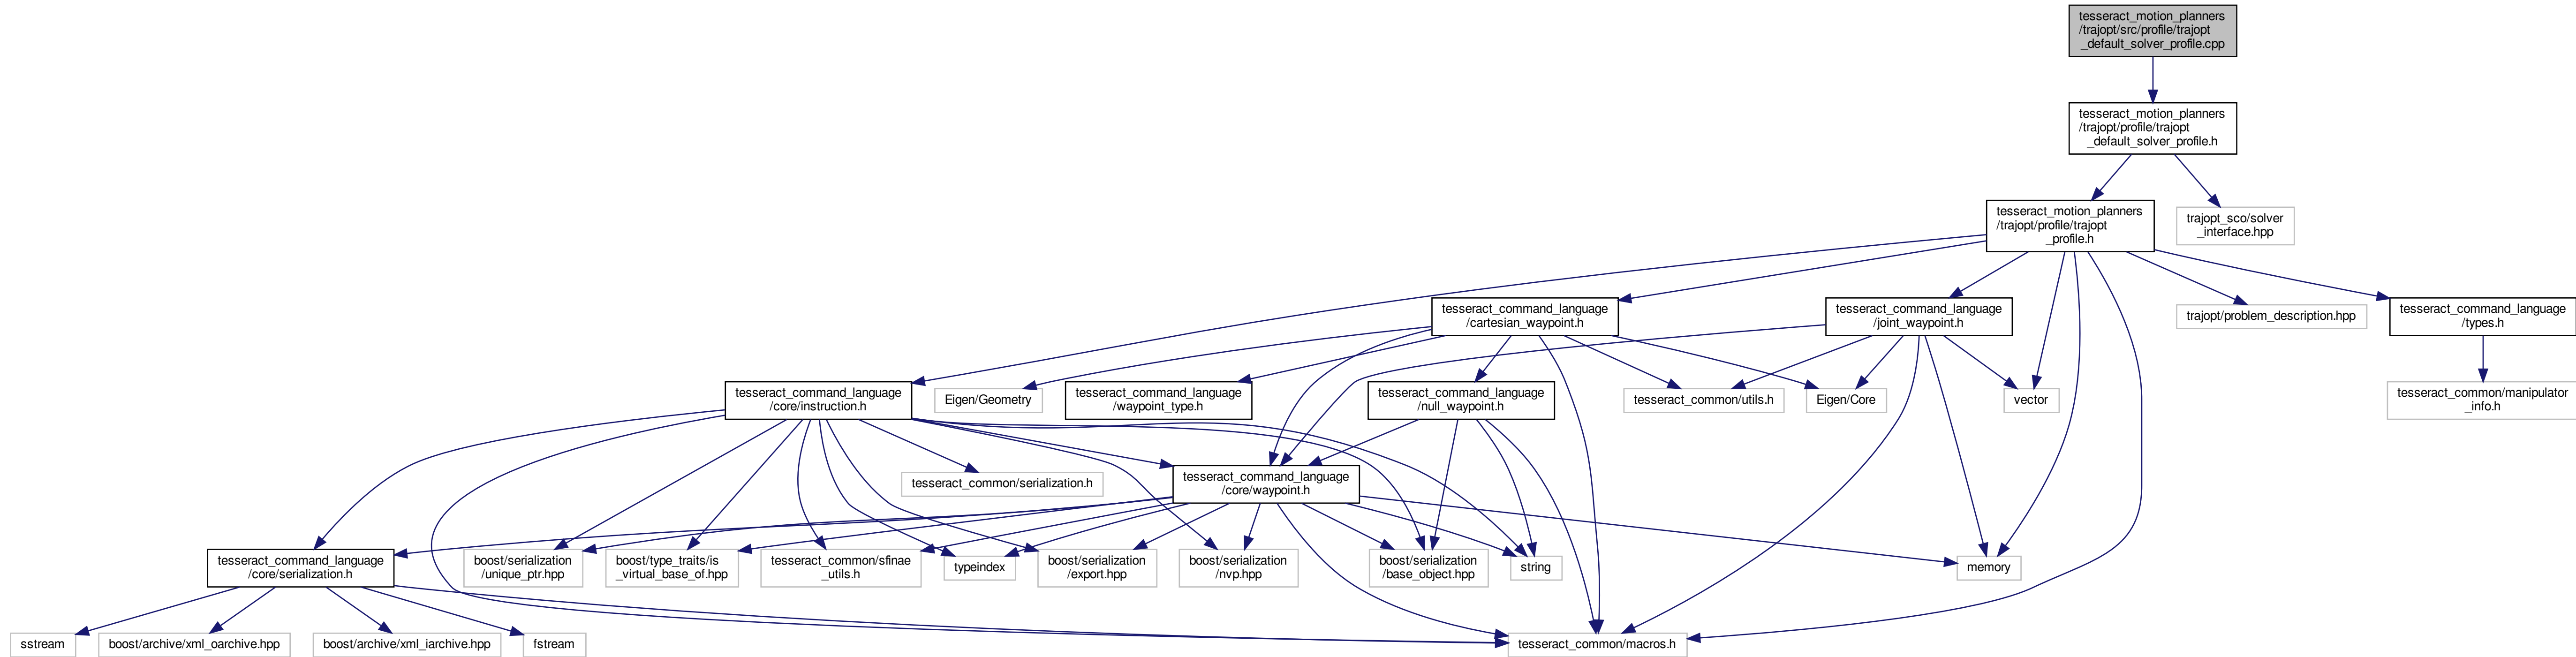 tesseract_motion_planners
/trajopt/src/profile/trajopt
_default_solver_profile.cpp
tesseract_motion_planners
/trajopt/profile/trajopt
_default_solver_profile.h
tesseract_motion_planners
/trajopt/profile/trajopt
_profile.h
trajopt_sco/solver
_interface.hpp
tesseract_command_language
/cartesian_waypoint.h
tesseract_command_language
/joint_waypoint.h
trajopt/problem_description.hpp
tesseract_command_language
/types.h
tesseract_command_language
/core/instruction.h
Eigen/Geometry
tesseract_command_language
/waypoint_type.h
tesseract_command_language
/null_waypoint.h
tesseract_common/utils.h
Eigen/Core
vector
tesseract_common/manipulator
_info.h
tesseract_common/serialization.h
tesseract_command_language
/core/waypoint.h
tesseract_command_language
/core/serialization.h
boost/serialization
/unique_ptr.hpp
boost/type_traits/is
_virtual_base_of.hpp
tesseract_common/sfinae
_utils.h
typeindex
boost/serialization
/export.hpp
boost/serialization
/nvp.hpp
boost/serialization
/base_object.hpp
string
memory
sstream
boost/archive/xml_oarchive.hpp
boost/archive/xml_iarchive.hpp
fstream
tesseract_common/macros.h